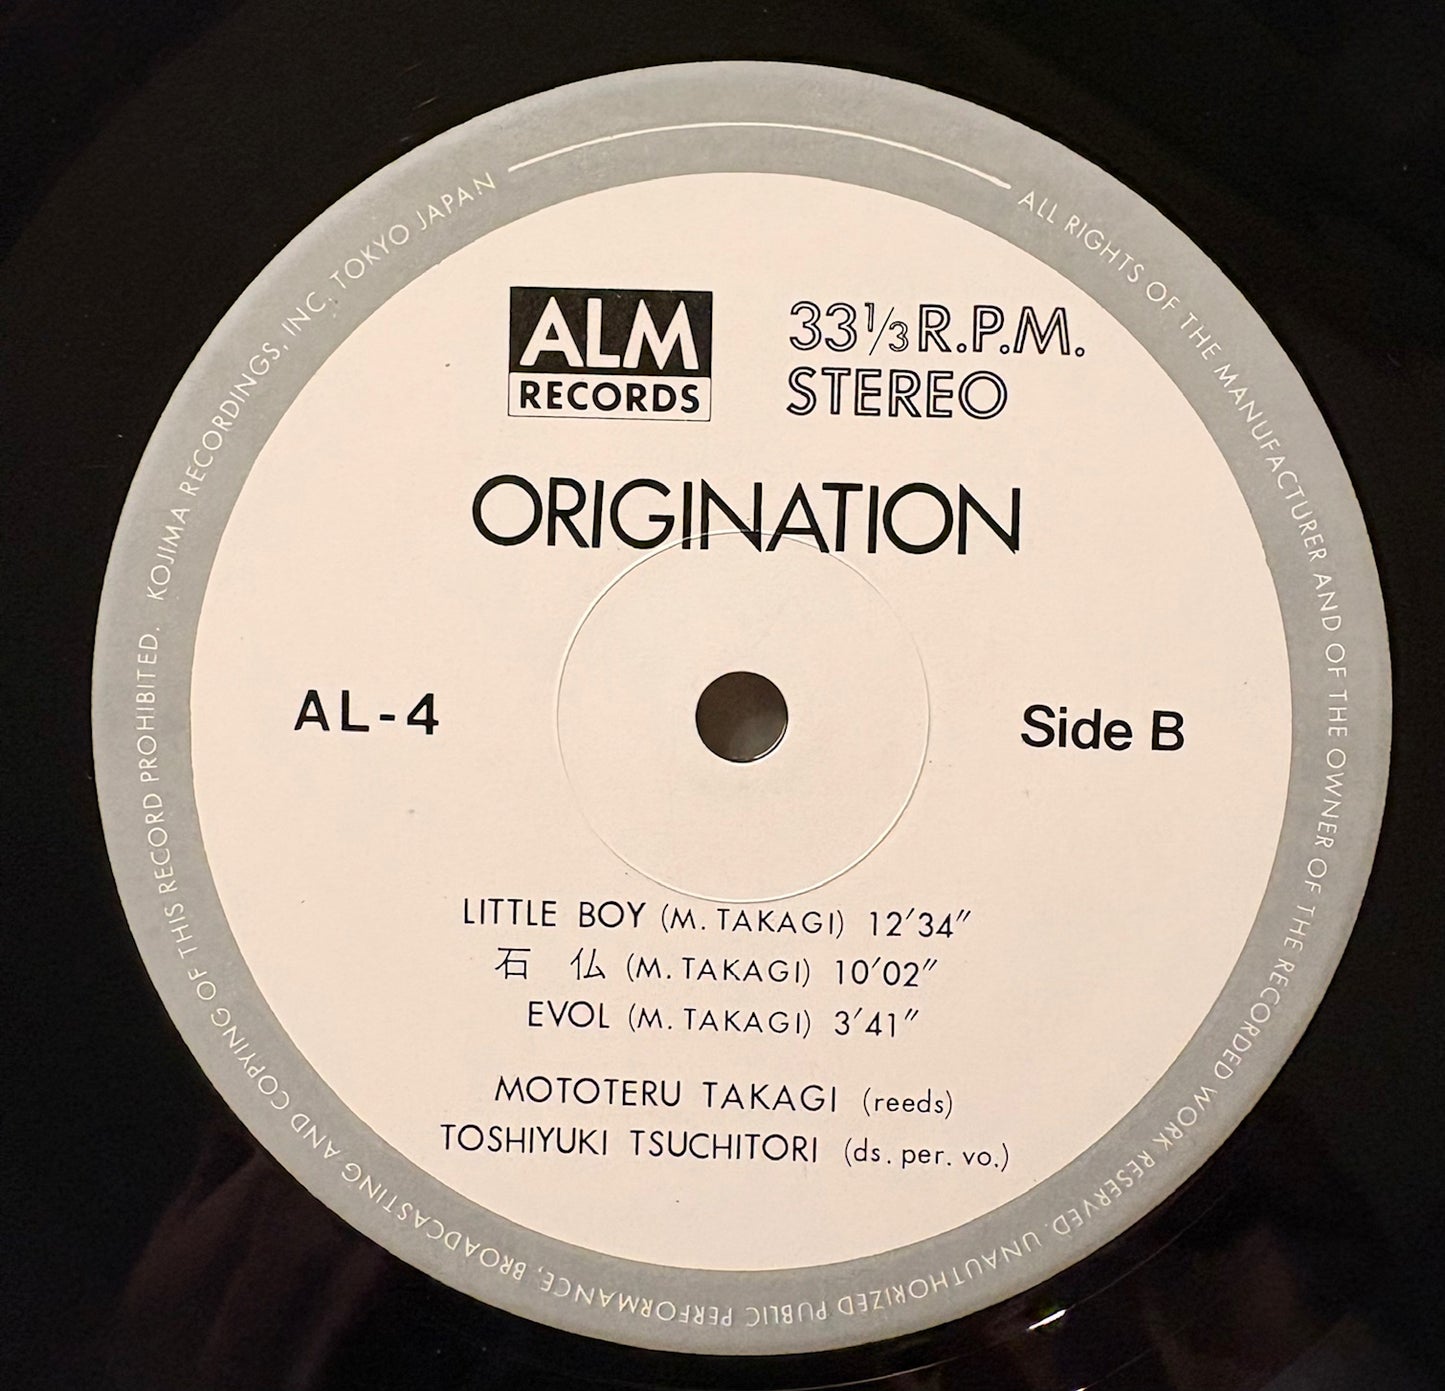 ALM
RECORDS
33⅓ R.P.M.
STEREO
ORIGINATION
AL-4
Side B
LITTLE BOY (M. TAKAGI) 12′34″
石 仏 (M. TAKAGI) 10′02″
EVOL (M. TAKAGI) 3′41″
MOTOTERU TAKAGI (reeds)
TOSHIYUKI TSUCHITORI (ds. per. vo.)
ALL RIGHTS OF THE MANUFACTURER AND OF THE OWNER OF THE RECORDED WORK RESERVED. UNAUTHORIZED PUBLIC PERFORMANCE, BROADCASTING AND COPYING OF THIS RECORD PROHIBITED. KOJIMA RECORDINGS, INC, TOKYO JAPAN